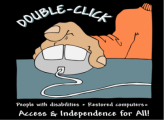 DOUBLE-CLICK
People with disabilities + Restored computers=
Access & Independence for All!